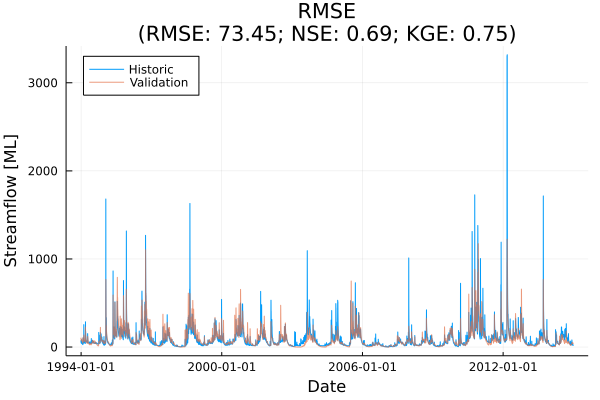 RMSE
(RMSE: 73.45; NSE: 0.69; KGE: 0.75)
Historic
Validation
3000
2000
1000
0
Streamflow [ML]
1994-01-01
2000-01-01
2006-01-01
2012-01-01
Date